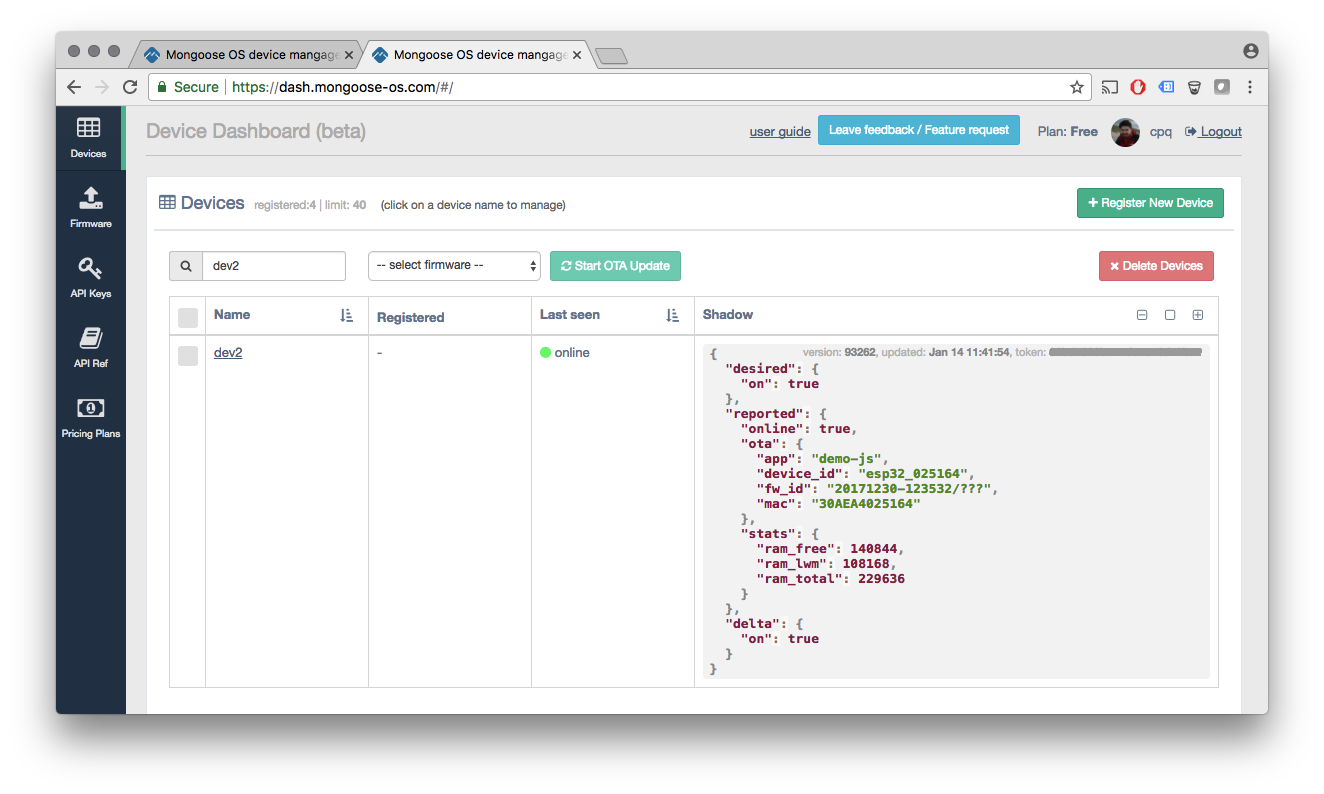 Mongoose OS device mangage
Mongoose OS device mangage
Secure https://dash.mongoose-os.com/#/
Devices
Firmware
API Keys
API Ref
Pricing Plans
Device Dashboard (beta)
user guide
Leave feedback / Feature request
Plan: Free
cpq
Logout
Devices registered:4 | limit: 40 (click on a device name to manage)
+ Register New Device
dev2
-- select firmware --
Start OTA Update
Delete Devices
Name
Registered
Last seen
Shadow
dev2
-
online
version: 93262, updated: Jan 14 11:41:54, token:
{
"desired": {
"on": true
},
"reported": {
"online": true,
"ota": {
"app": "demo-js",
"device_id": "esp32_025164",
"fw_id": "20171230-123532/???",
"mac": "30AEA4025164"
},
"stats": {
"ram_free": 140844,
"ram_lwm": 108168,
"ram_total": 229636
}
},
"delta": {
"on": true
}
}